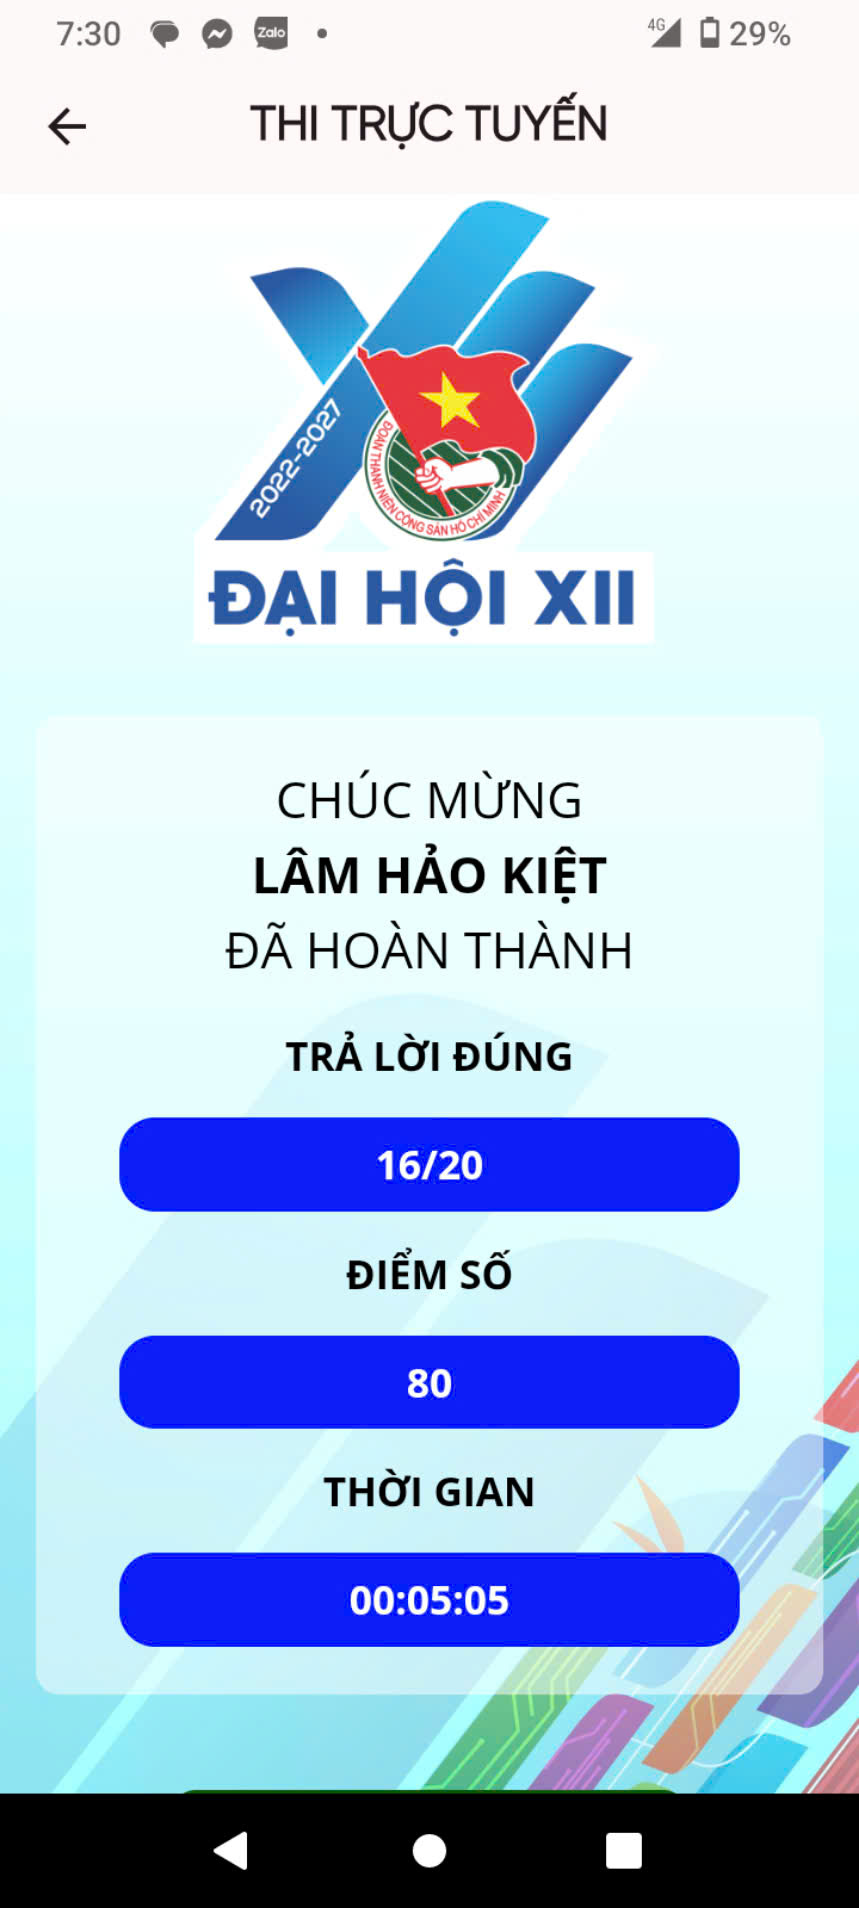 7:30 Zalo 4G 29%
THI TRỰC TUYẾN
2022-2027
ĐOÀN THANH NIÊN CỘNG SẢN HỒ CHÍ MINH
ĐẠI HỘI XII
CHÚC MỪNG
LÂM HẢO KIỆT
ĐÃ HOÀN THÀNH
TRẢ LỜI ĐÚNG
16/20
ĐIỂM SỐ
80
THỜI GIAN
00:05:05